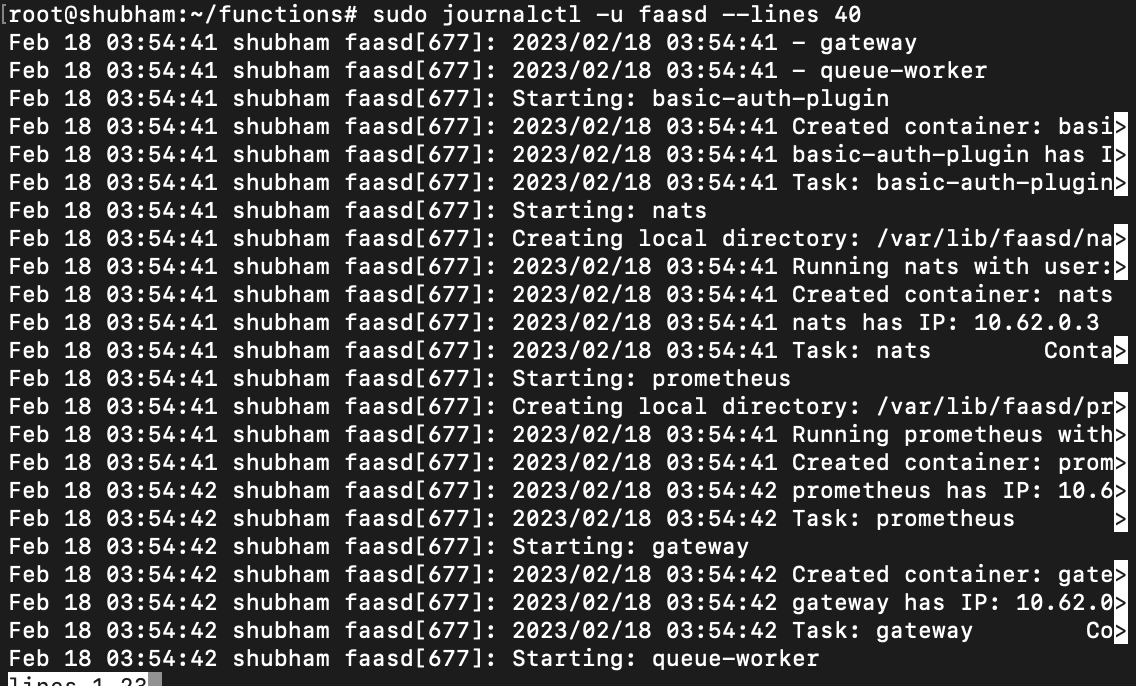 [root@shubham:~/functions# sudo journalctl -u faasd --lines 40
Feb 18 03:54:41 shubham faasd[677]: 2023/02/18 03:54:41 - gateway
Feb 18 03:54:41 shubham faasd[677]: 2023/02/18 03:54:41 - queue-worker
Feb 18 03:54:41 shubham faasd[677]: Starting: basic-auth-plugin
Feb 18 03:54:41 shubham faasd[677]: 2023/02/18 03:54:41 Created container: basi>
Feb 18 03:54:41 shubham faasd[677]: 2023/02/18 03:54:41 basic-auth-plugin has I>
Feb 18 03:54:41 shubham faasd[677]: 2023/02/18 03:54:41 Task: basic-auth-plugin>
Feb 18 03:54:41 shubham faasd[677]: Starting: nats
Feb 18 03:54:41 shubham faasd[677]: Creating local directory: /var/lib/faasd/na>
Feb 18 03:54:41 shubham faasd[677]: 2023/02/18 03:54:41 Running nats with user:>
Feb 18 03:54:41 shubham faasd[677]: 2023/02/18 03:54:41 Created container: nats
Feb 18 03:54:41 shubham faasd[677]: 2023/02/18 03:54:41 nats has IP: 10.62.0.3
Feb 18 03:54:41 shubham faasd[677]: 2023/02/18 03:54:41 Task: nats        Conta>
Feb 18 03:54:41 shubham faasd[677]: Starting: prometheus
Feb 18 03:54:41 shubham faasd[677]: Creating local directory: /var/lib/faasd/pr>
Feb 18 03:54:41 shubham faasd[677]: 2023/02/18 03:54:41 Running prometheus with>
Feb 18 03:54:41 shubham faasd[677]: 2023/02/18 03:54:41 Created container: prom>
Feb 18 03:54:42 shubham faasd[677]: 2023/02/18 03:54:42 prometheus has IP: 10.6>
Feb 18 03:54:42 shubham faasd[677]: 2023/02/18 03:54:42 Task: prometheus       >
Feb 18 03:54:42 shubham faasd[677]: Starting: gateway
Feb 18 03:54:42 shubham faasd[677]: 2023/02/18 03:54:42 Created container: gate>
Feb 18 03:54:42 shubham faasd[677]: 2023/02/18 03:54:42 gateway has IP: 10.62.0>
Feb 18 03:54:42 shubham faasd[677]: 2023/02/18 03:54:42 Task: gateway        Co>
Feb 18 03:54:42 shubham faasd[677]: Starting: queue-worker
lines 1-23